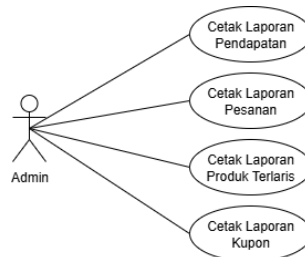 Cetak Laporan
Pendapatan
Cetak Laporan
Pesanan
Admin
Cetak Laporan
Produk Terlaris
Cetak Laporan
Kupon